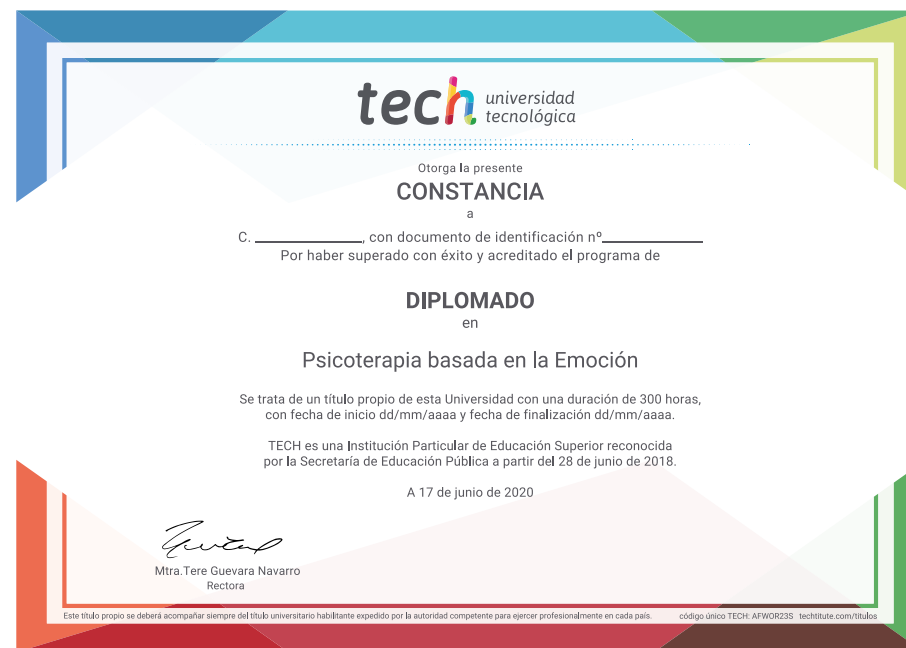 tech universidad
tecnológica
Otorga la presente
CONSTANCIA
a
C. ______________, con documento de identificación nº______________
Por haber superado con éxito y acreditado el programa de
DIPLOMADO
en
Psicoterapia basada en la Emoción
Se trata de un título propio de esta Universidad con una duración de 300 horas,
con fecha de inicio dd/mm/aaaa y fecha de finalización dd/mm/aaaa.
TECH es una Institución Particular de Educación Superior reconocida
por la Secretaría de Educación Pública a partir del 28 de junio de 2018.
A 17 de junio de 2020
Mtra.Tere Guevara Navarro
Rectora
Este título propio se deberá acompañar siempre del título universitario habilitante expedido por la autoridad competente para ejercer profesionalmente en cada país. código único TECH: AFWOR23S techtitute.com/títulos